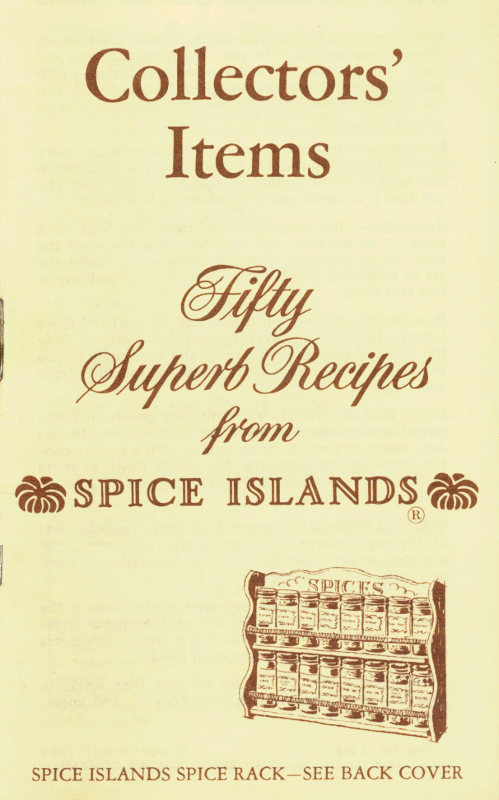 Collectors'
Items
Fifty
Superb Recipes
from
SPICE ISLANDS®
SPICES
SPICE ISLANDS SPICE RACK—SEE BACK COVER